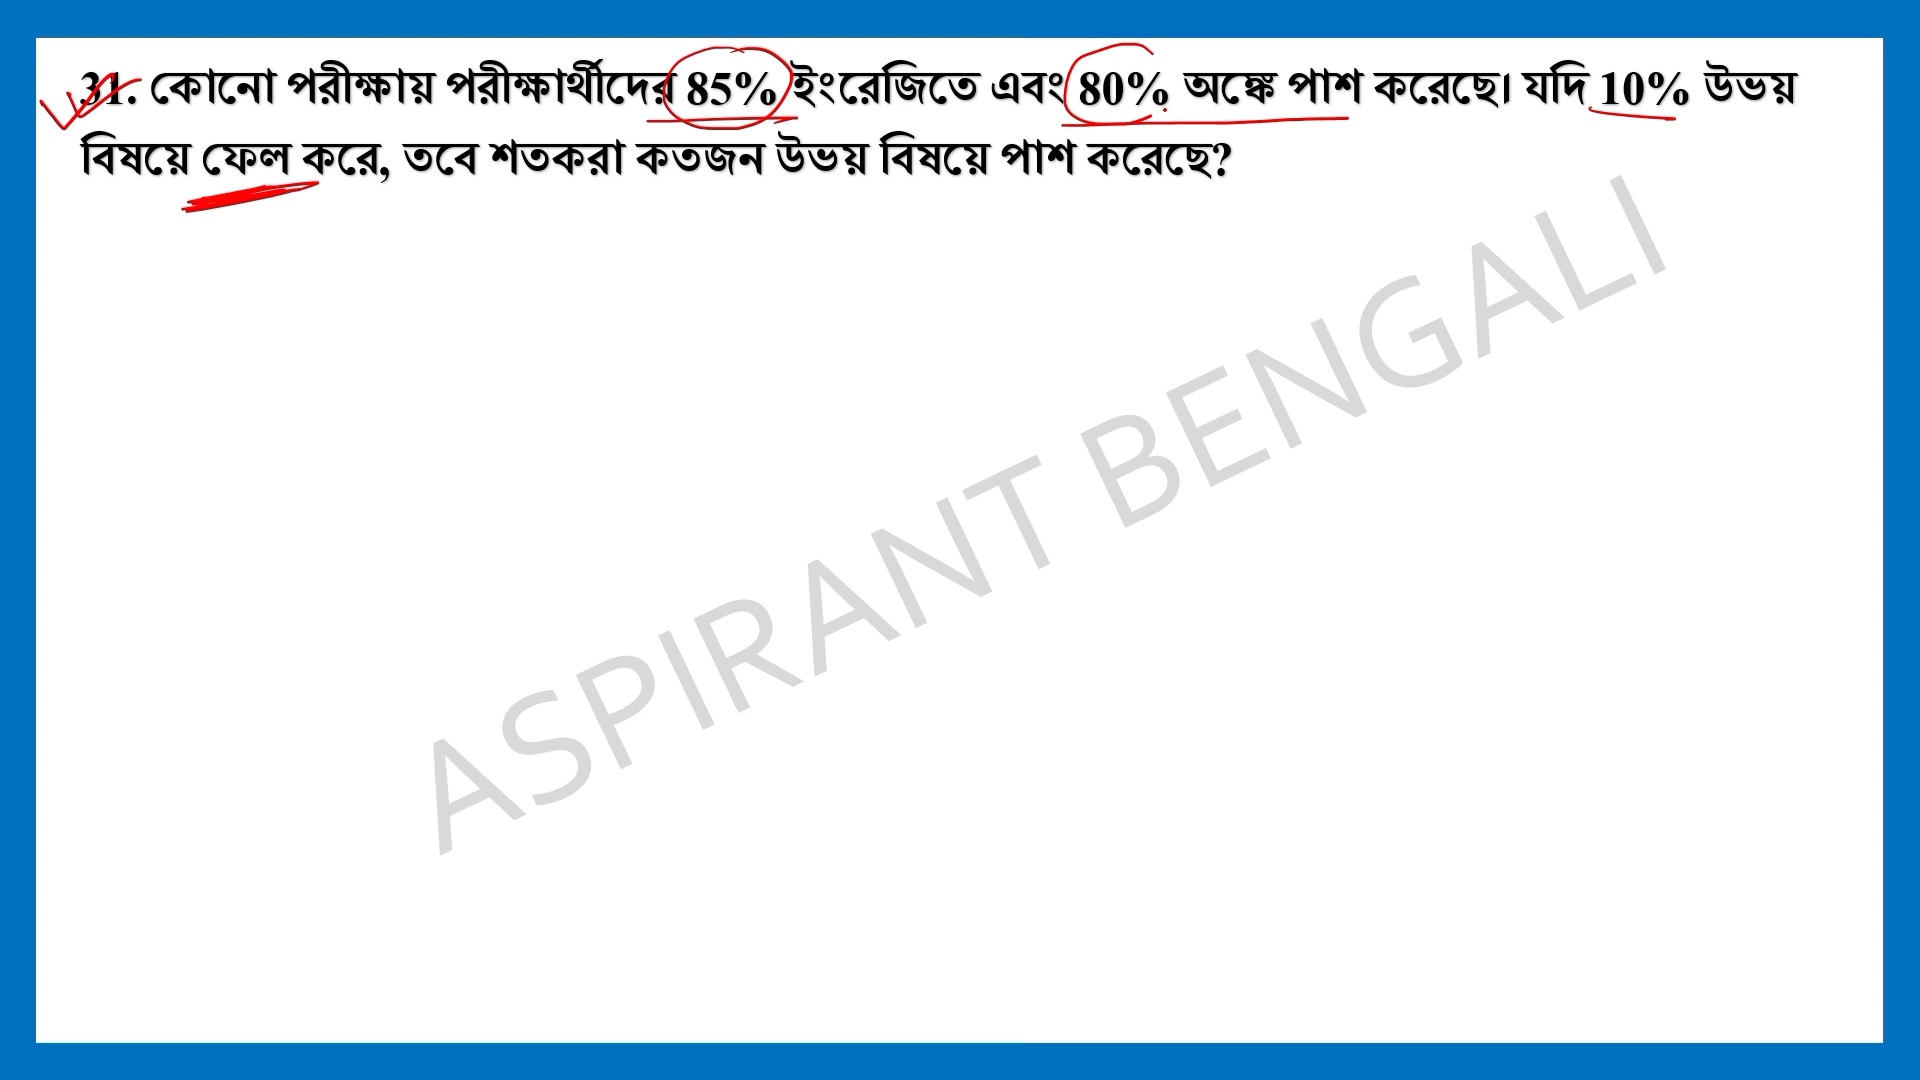 31. কোনো পরীক্ষায় পরীক্ষার্থীদের 85% ইংরেজিতে এবং 80% অঙ্কে পাশ করেছে। যদি 10% উভয়
বিষয়ে ফেল করে, তবে শতকরা কতজন উভয় বিষয়ে পাশ করেছে?
ASPIRANT BENGALI